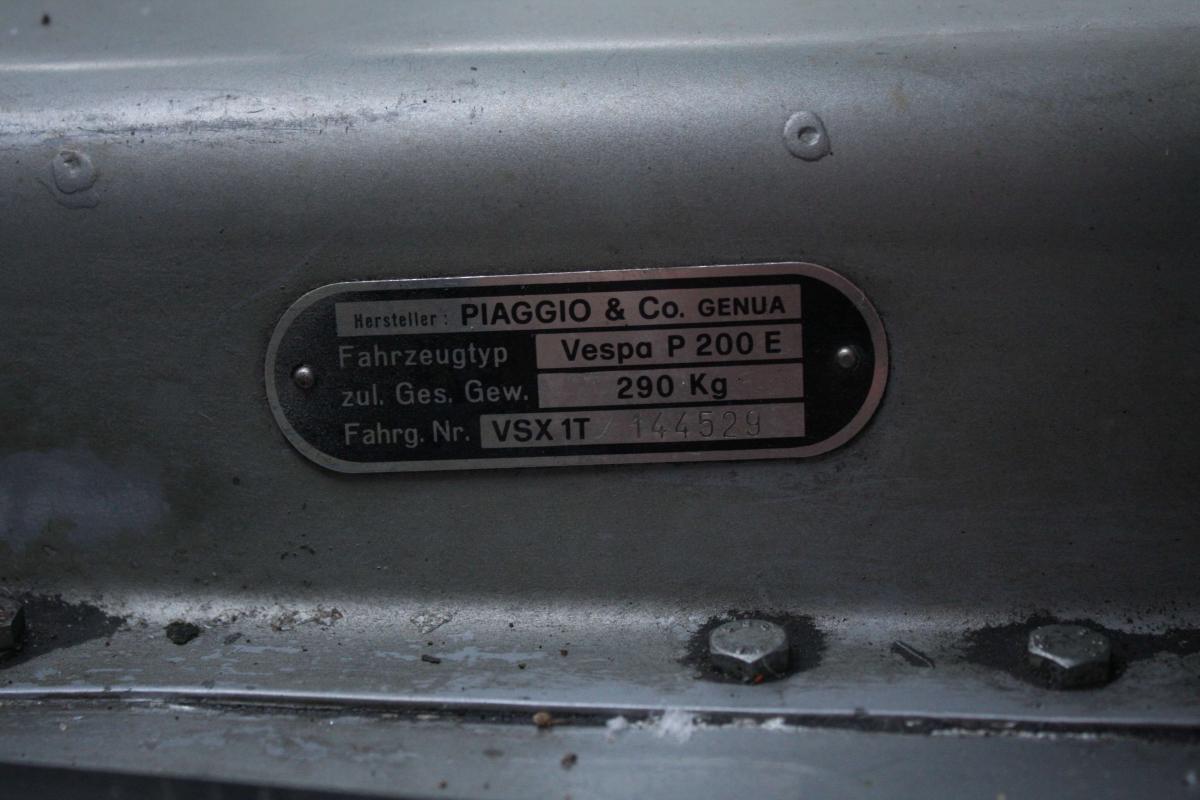 Hersteller: PIAGGIO & Co. GENUA
Fahrzeugtyp Vespa P 200 E
zul. Ges. Gew. 290 Kg
Fahrg. Nr. VSX 1T / 144529